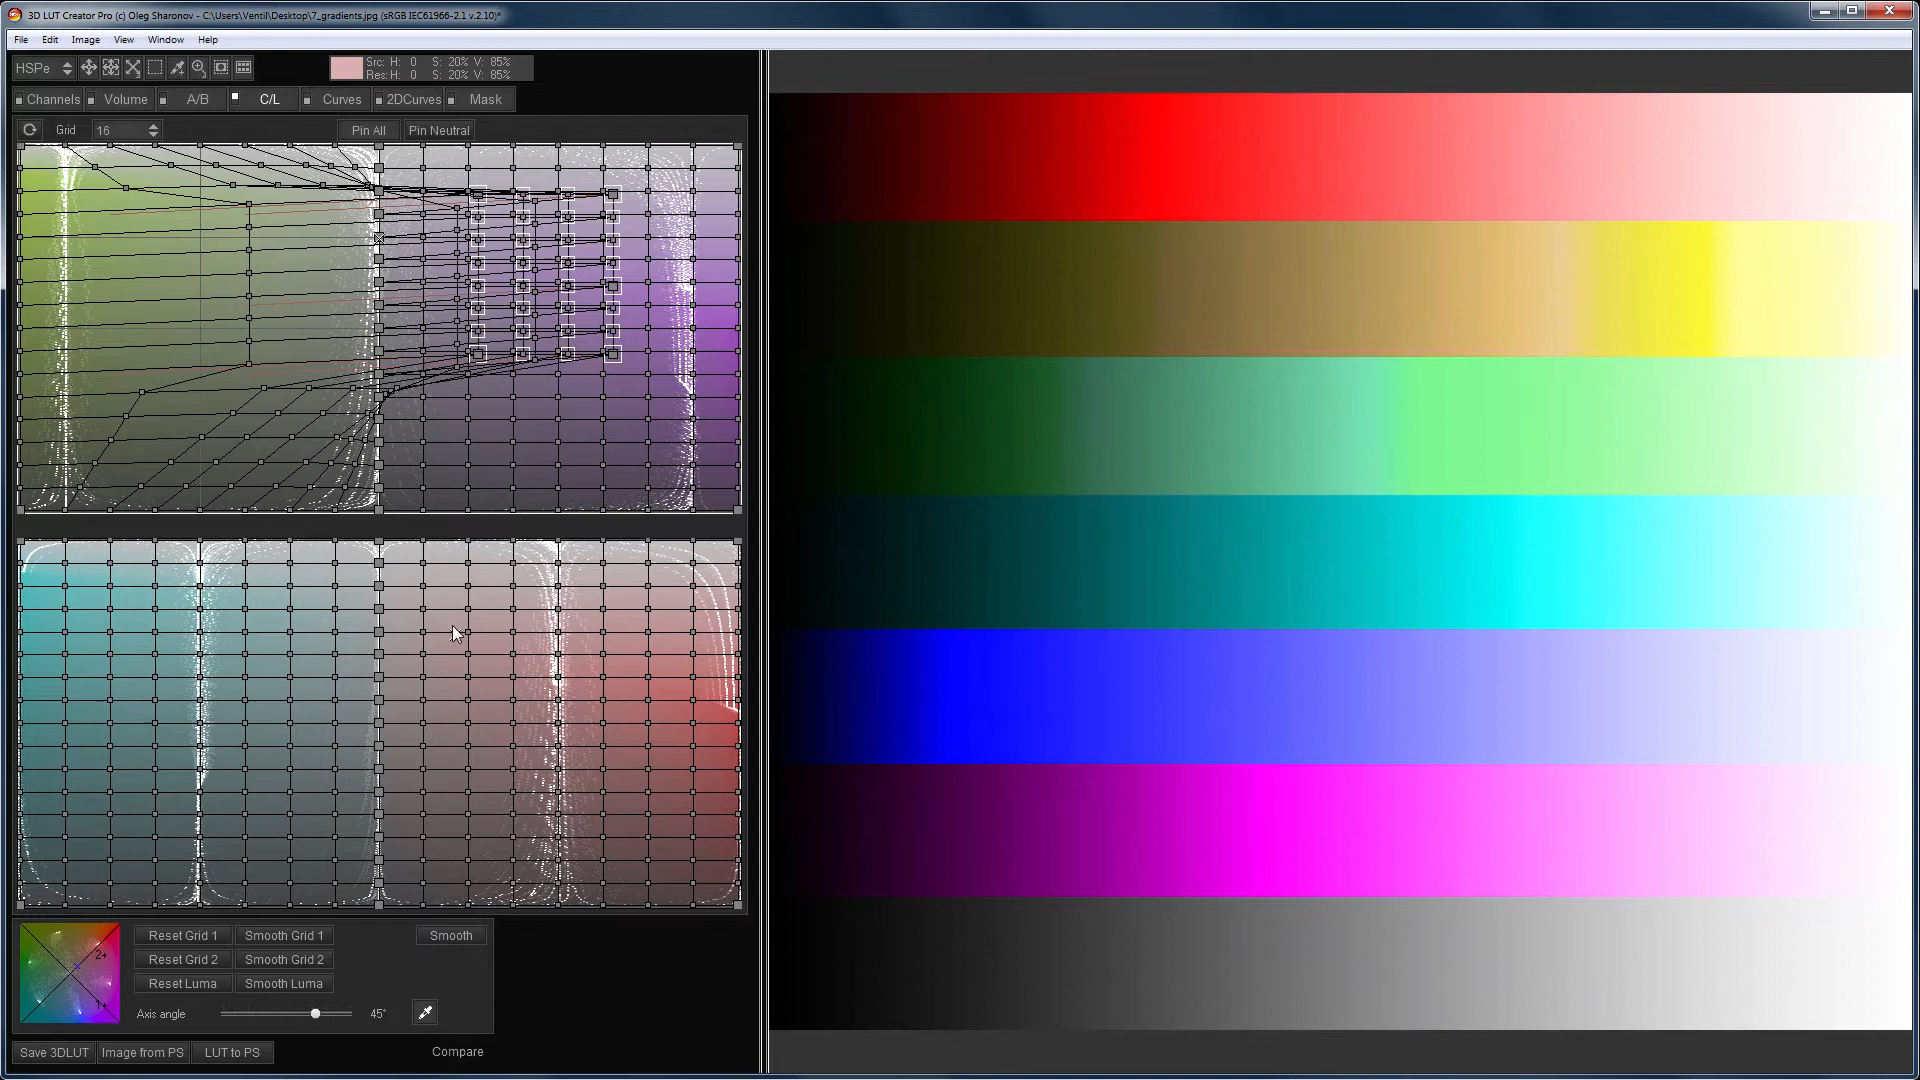 3D LUT Creator Pro (c) Oleg Sharonov - C:\Users\Ventil\Desktop\7_gradients.jpg (sRGB IEC61966-2.1 v.2.10)*
File Edit Image View Window Help
HSPe
Src: H: 0 S: 20% V: 85%
Res: H: 0 S: 20% V: 85%
Channels Volume A/B C/L Curves 2DCurves Mask
Grid 16 Pin All Pin Neutral
2+
1+
Reset Grid 1 Smooth Grid 1 Smooth
Reset Grid 2 Smooth Grid 2
Reset Luma Smooth Luma
Axis angle 45°
Save 3DLUT Image from PS LUT to PS Compare